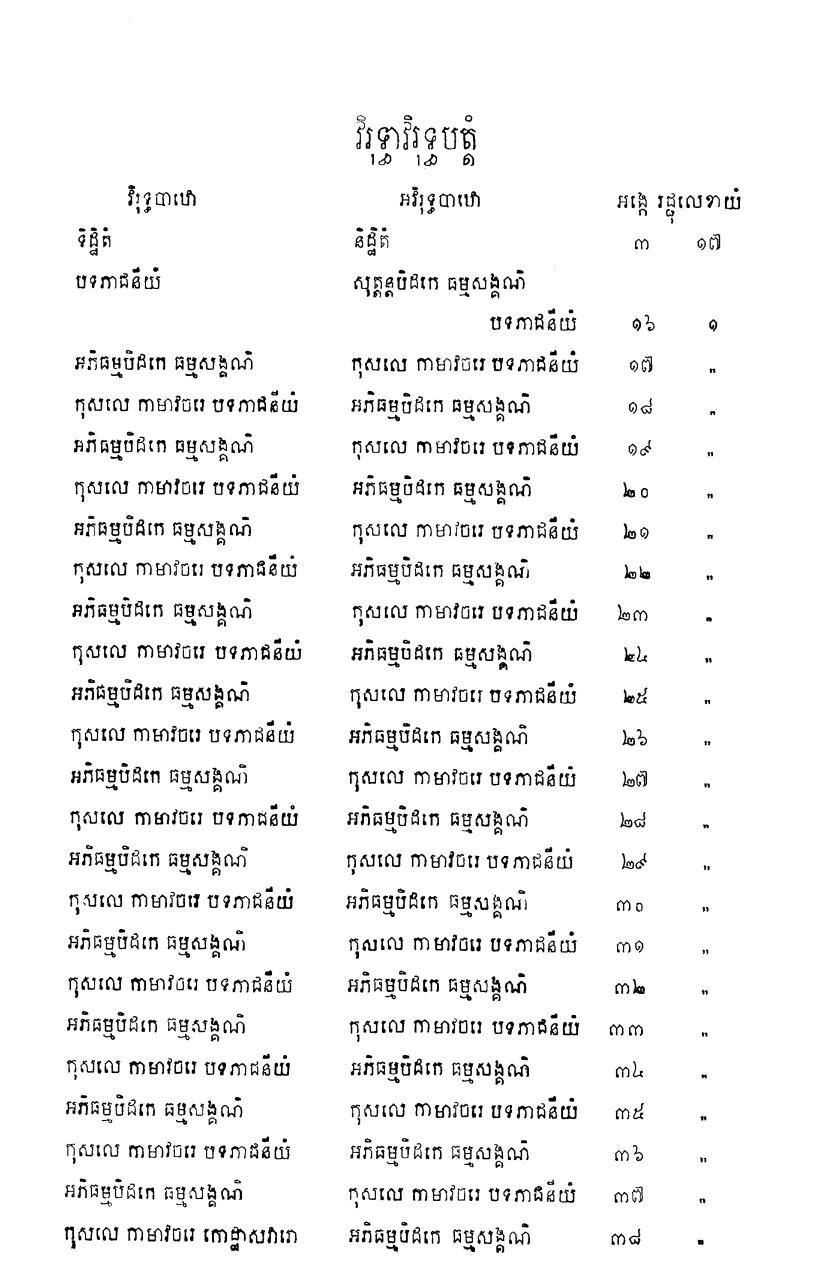 វិរុទ្ធាវិរុទ្ធបត្តំ
វិរុទ្ធបាឋោ អវិរុទ្ធបាឋោ អង្កេ រដ្ជុលេខាយំ
ទិដ្ឋិតំ និដ្ឋិតំ ៣ ១៧
បទភាជនីយំ សុត្តន្តបិដកេ ធម្មសង្គណិ
បទភាជនីយំ ១៦ ១
អភិធម្មបិដកេ ធម្មសង្គណិ កុសលេ កាមាវចរេ បទភាជនីយំ ១៧ „
កុសលេ កាមាវចរេ បទភាជនីយំ អភិធម្មបិដកេ ធម្មសង្គណិ ១៨ „
អភិធម្មបិដកេ ធម្មសង្គណិ កុសលេ កាមាវចរេ បទភាជនីយំ ១៩ „
កុសលេ កាមាវចរេ បទភាជនីយំ អភិធម្មបិដកេ ធម្មសង្គណិ ២០ „
អភិធម្មបិដកេ ធម្មសង្គណិ កុសលេ កាមាវចរេ បទភាជនីយំ ២១ „
កុសលេ កាមាវចរេ បទភាជនីយំ អភិធម្មបិដកេ ធម្មសង្គណិ ២២ „
អភិធម្មបិដកេ ធម្មសង្គណិ កុសលេ កាមាវចរេ បទភាជនីយំ ២៣ „
កុសលេ កាមាវចរេ បទភាជនីយំ អភិធម្មបិដកេ ធម្មសង្គណិ ២៤ „
អភិធម្មបិដកេ ធម្មសង្គណិ កុសលេ កាមាវចរេ បទភាជនីយំ ២៥ „
កុសលេ កាមាវចរេ បទភាជនីយំ អភិធម្មបិដកេ ធម្មសង្គណិ ២៦ „
អភិធម្មបិដកេ ធម្មសង្គណិ កុសលេ កាមាវចរេ បទភាជនីយំ ២៧ „
កុសលេ កាមាវចរេ បទភាជនីយំ អភិធម្មបិដកេ ធម្មសង្គណិ ២៨ „
អភិធម្មបិដកេ ធម្មសង្គណិ កុសលេ កាមាវចរេ បទភាជនីយំ ២៩ „
កុសលេ កាមាវចរេ បទភាជនីយំ អភិធម្មបិដកេ ធម្មសង្គណិ ៣០ „
អភិធម្មបិដកេ ធម្មសង្គណិ កុសលេ កាមាវចរេ បទភាជនីយំ ៣១ „
កុសលេ កាមាវចរេ បទភាជនីយំ អភិធម្មបិដកេ ធម្មសង្គណិ ៣២ „
អភិធម្មបិដកេ ធម្មសង្គណិ កុសលេ កាមាវចរេ បទភាជនីយំ ៣៣ „
កុសលេ កាមាវចរេ បទភាជនីយំ អភិធម្មបិដកេ ធម្មសង្គណិ ៣៤ „
អភិធម្មបិដកេ ធម្មសង្គណិ កុសលេ កាមាវចរេ បទភាជនីយំ ៣៥ „
កុសលេ កាមាវចរេ បទភាជនីយំ អភិធម្មបិដកេ ធម្មសង្គណិ ៣៦ „
អភិធម្មបិដកេ ធម្មសង្គណិ កុសលេ កាមាវចរេ បទភាជនីយំ ៣៧ „
កុសលេ កាមាវចរេ កោដ្ឋាសវារោ អភិធម្មបិដកេ ធម្មសង្គណិ ៣៨ „